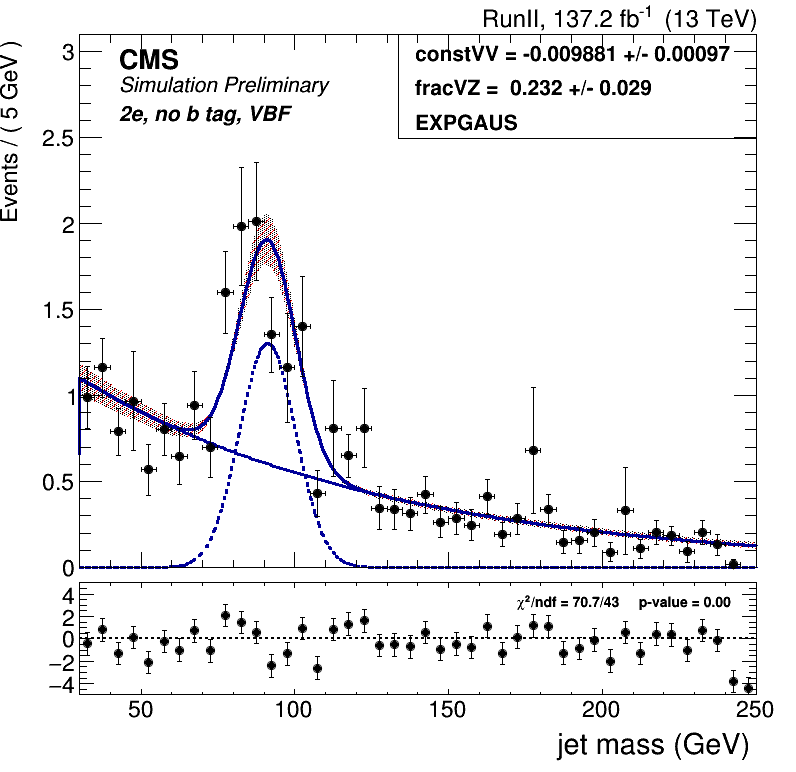 RunII, 137.2 fb⁻¹ (13 TeV)
CMS
Simulation Preliminary
2e, no b tag, VBF
constVV = -0.009881 +/- 0.00097
fracVZ = 0.232 +/- 0.029
EXPGAUS
Events / ( 5 GeV )
3
2.5
2
1.5
1
0.5
0
χ²/ndf = 70.7/43 p-value = 0.00
4
2
0
−2
−4
50 100 150 200 250
jet mass (GeV)